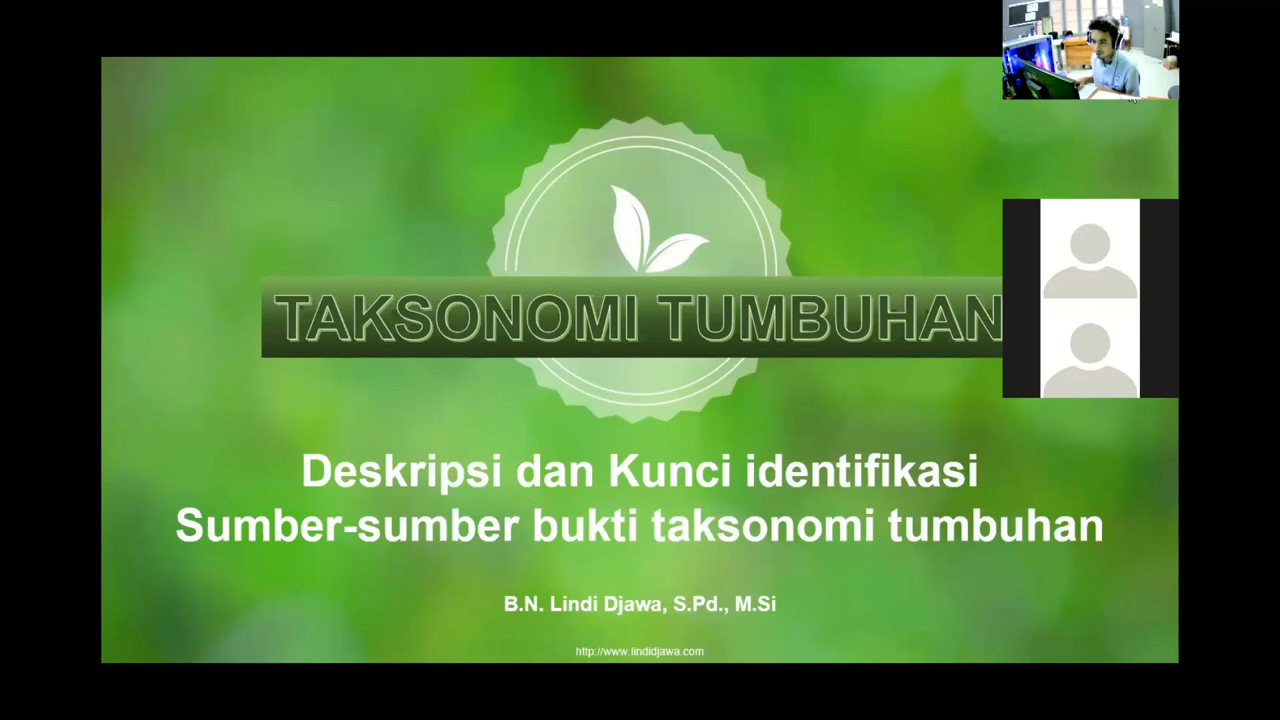 TAKSONOMI TUMBUHAN
Deskripsi dan Kunci identifikasi
Sumber-sumber bukti taksonomi tumbuhan
B.N. Lindi Djawa, S.Pd., M.Si
http://www.lindidjawa.com